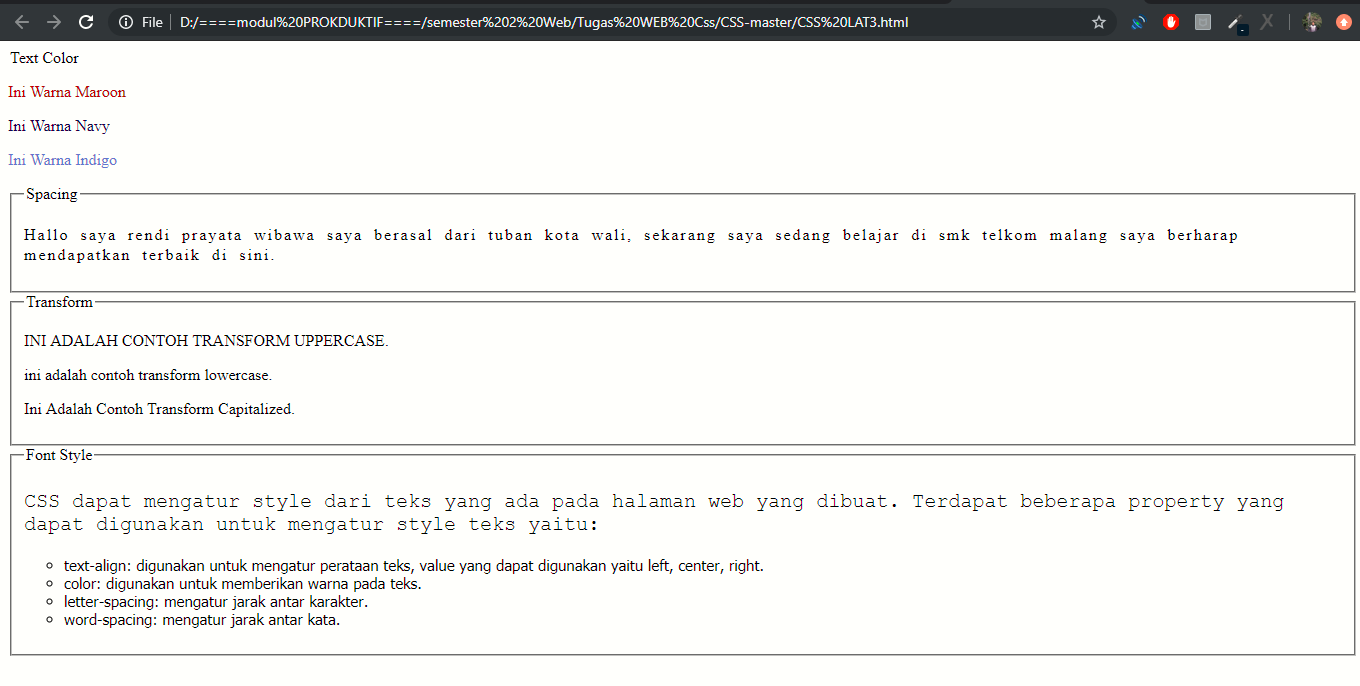 File
D:/====modul%20PROKDUKTIF====/semester%202%20Web/Tugas%20WEB%20Css/CSS-master/CSS%20LAT3.html
Text Color
Ini Warna Maroon
Ini Warna Navy
Ini Warna Indigo
Spacing
Hallo saya rendi prayata wibawa saya berasal dari tuban kota wali, sekarang saya sedang belajar di smk telkom malang saya berharap
mendapatkan terbaik di sini.
Transform
INI ADALAH CONTOH TRANSFORM UPPERCASE.
ini adalah contoh transform lowercase.
Ini Adalah Contoh Transform Capitalized.
Font Style
CSS dapat mengatur style dari teks yang ada pada halaman web yang dibuat. Terdapat beberapa property yang
dapat digunakan untuk mengatur style teks yaitu:
text-align: digunakan untuk mengatur perataan teks, value yang dapat digunakan yaitu left, center, right.
color: digunakan untuk memberikan warna pada teks.
letter-spacing: mengatur jarak antar karakter.
word-spacing: mengatur jarak antar kata.